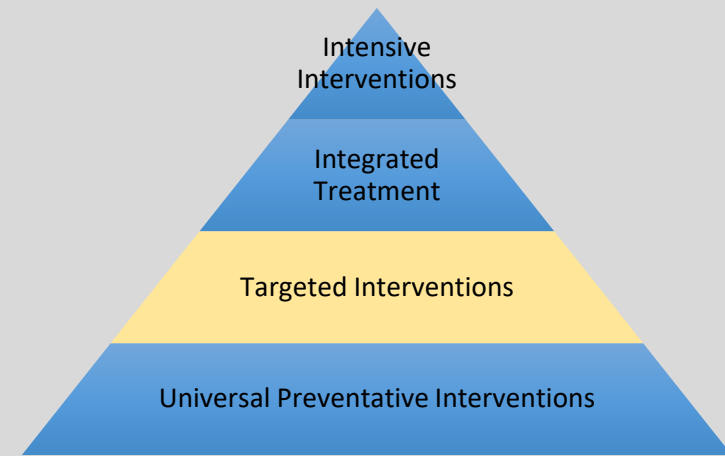 Intensive
Interventions
Integrated
Treatment
Targeted Interventions
Universal Preventative Interventions